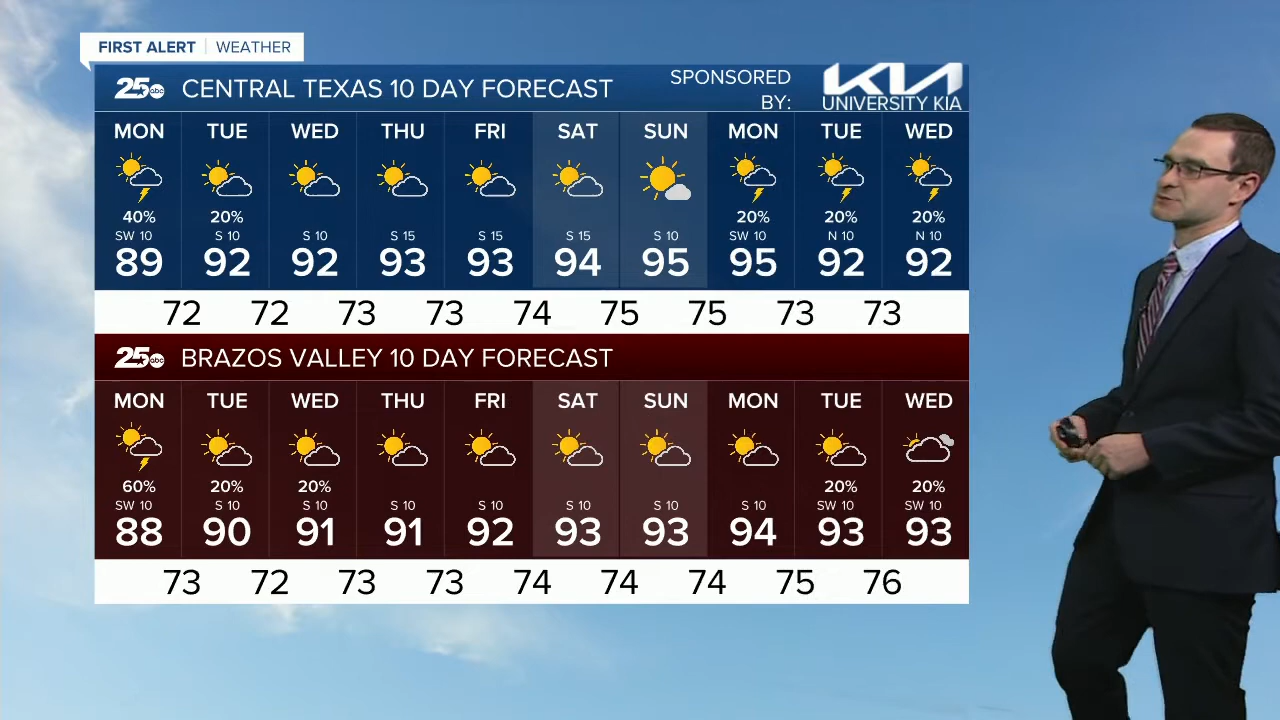 FIRST ALERT | WEATHER
25 abc CENTRAL TEXAS 10 DAY FORECAST SPONSORED BY: KIA UNIVERSITY KIA
MON TUE WED THU FRI SAT SUN MON TUE WED
40% 20% 20% 20% 20%
SW 10 S 10 S 10 S 15 S 15 S 15 S 10 SW 10 N 10 N 10
89 92 92 93 93 94 95 95 92 92
72 72 73 73 74 75 75 73 73
25 abc BRAZOS VALLEY 10 DAY FORECAST
MON TUE WED THU FRI SAT SUN MON TUE WED
60% 20% 20% 20% 20%
SW 10 S 10 S 10 S 10 S 10 S 10 S 10 S 10 SW 10 SW 10
88 90 91 91 92 93 93 94 93 93
73 72 73 73 74 74 74 75 76